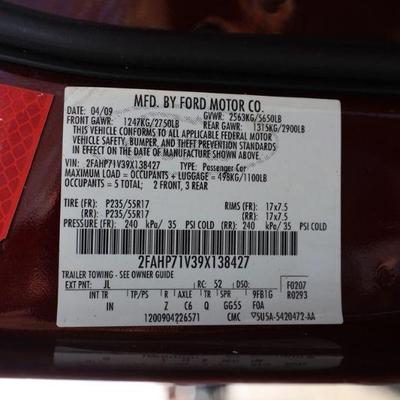 MFD. BY FORD MOTOR CO.
DATE: 04/09 GVWR: 2563KG/5650LB
FRONT GAWR: 1247KG/2750LB REAR GAWR: 1315KG/2900LB
THIS VEHICLE CONFORMS TO ALL APPLICABLE FEDERAL MOTOR
VEHICLE SAFETY, BUMPER, AND THEFT PREVENTION STANDARDS
IN EFFECT ON THE DATE OF MANUFACTURE SHOWN ABOVE.
VIN: 2FAHP71V39X138427 TYPE: Passenger Car
MAXIMUM LOAD = OCCUPANTS + LUGGAGE = 498KG/1100LB
OCCUPANTS = 5 TOTAL; 2 FRONT, 3 REAR
TIRE (FR): P235/55R17 RIMS (FR): 17x7.5
(RR): P235/55R17 (RR): 17x7.5
PRESSURE (FR): 240 kPa/ 35 PSI COLD (RR): 240 kPa/ 35 PSI COLD
2FAHP71V39X138427
TRAILER TOWING - SEE OWNER GUIDE
EXT PNT: JL RC: 52 DSO: F0207
INT TR TP/PS R AXLE TR SPR 9FB1G R0293
IN Z C6 Q GG55 F0A
1200904226571 CMC 5U5A-5420472-AA